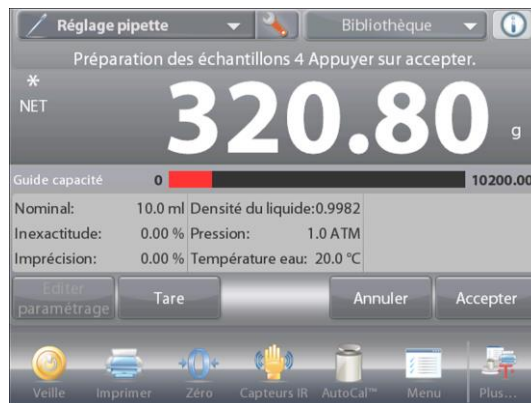 Réglage pipette Bibliothèque
Préparation des échantillons 4 Appuyer sur accepter.
*
NET
320.80 g
Guide capacité 0 10200.00
Nominal: 10.0 ml Densité du liquide:0.9982
Inexactitude: 0.00 % Pression: 1.0 ATM
Imprécision: 0.00 % Température eau: 20.0 °C
Editer
paramétrage Tare Annuler Accepter
Veille Imprimer Zéro Capteurs IR AutoCal™ Menu Plus...